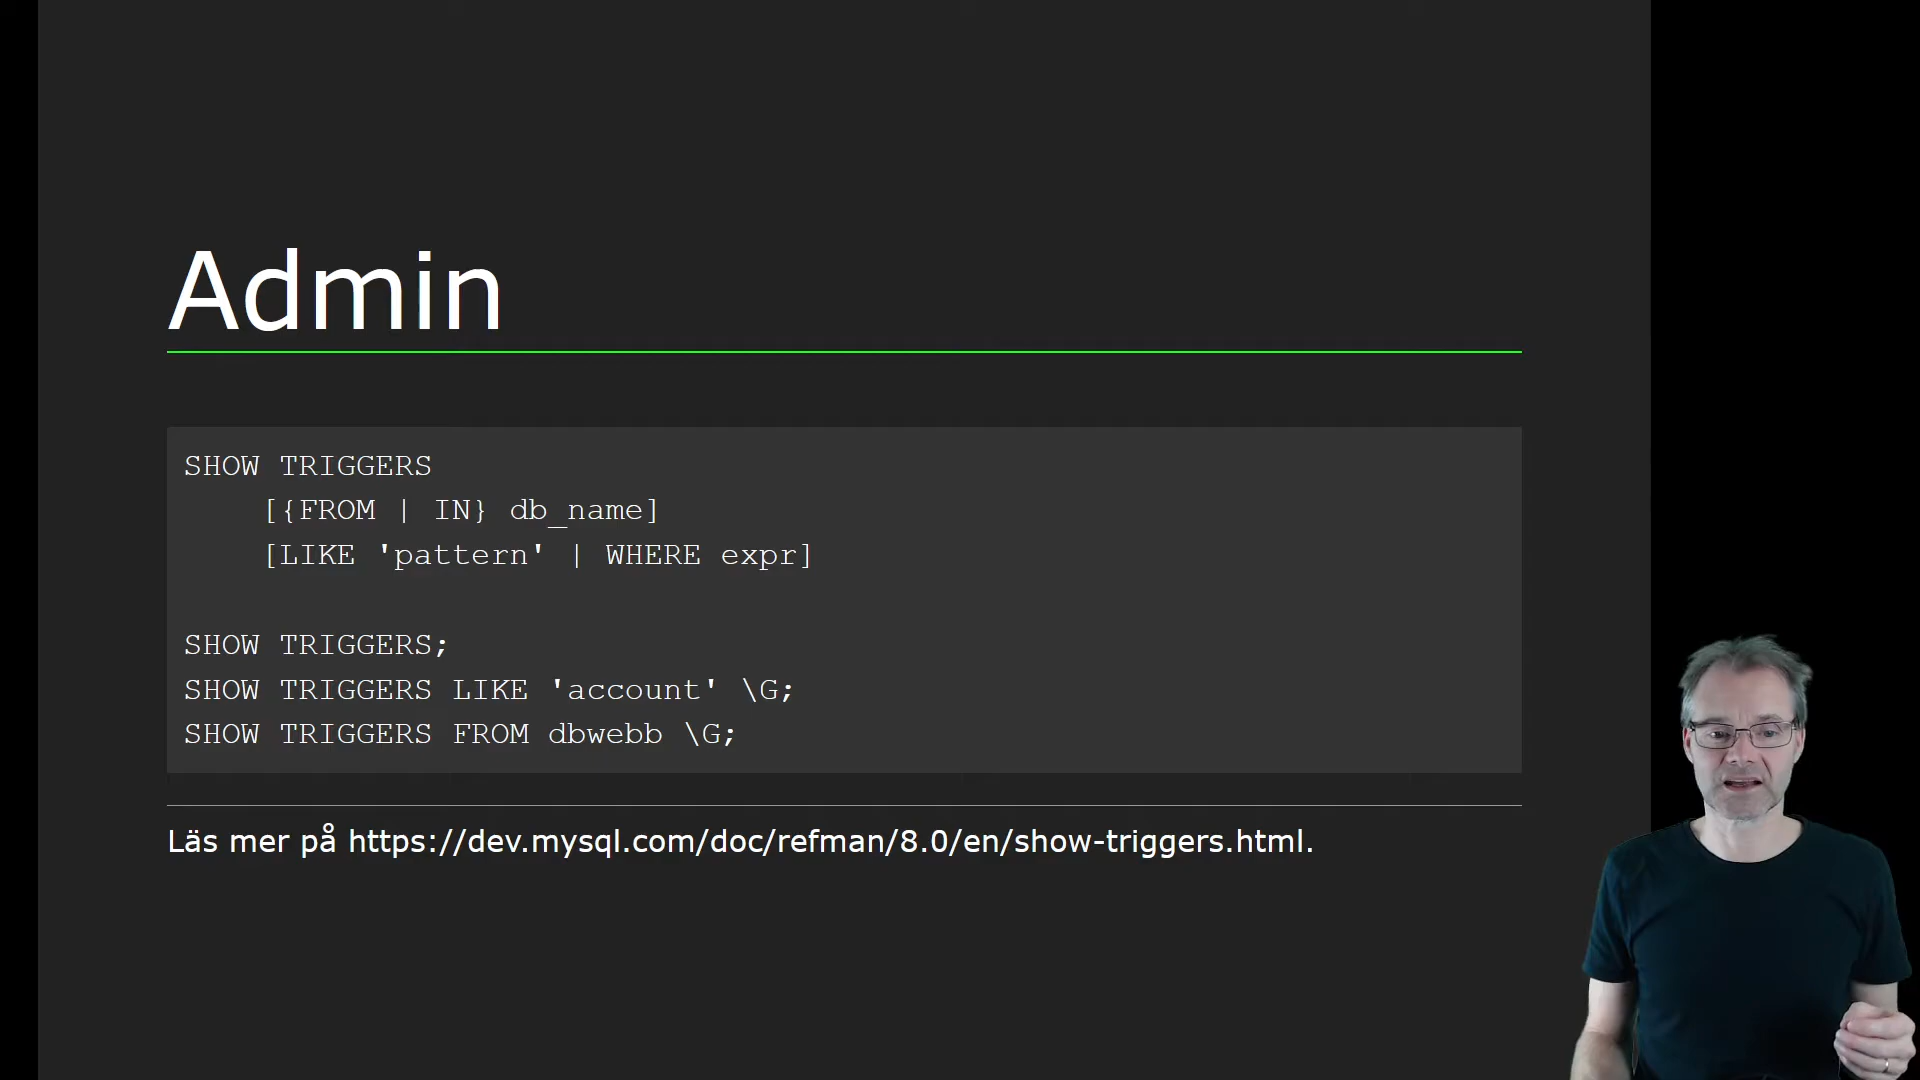 Admin
SHOW TRIGGERS
[{FROM | IN} db_name]
[LIKE 'pattern' | WHERE expr]
SHOW TRIGGERS;
SHOW TRIGGERS LIKE 'account' \G;
SHOW TRIGGERS FROM dbwebb \G;
Läs mer på https://dev.mysql.com/doc/refman/8.0/en/show-triggers.html.